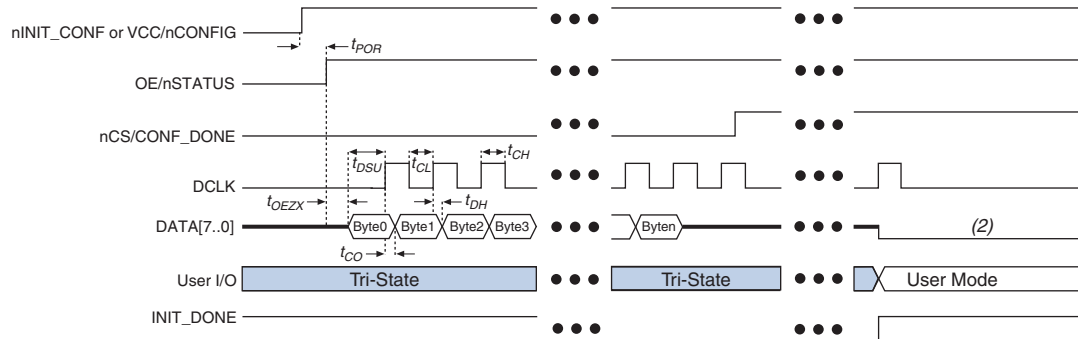 nINIT_CONF or VCC/nCONFIG
tPOR
OE/nSTATUS
nCS/CONF_DONE
tDSU
tCL
tCH
DCLK
tOEZX
tDH
DATA[7..0]
Byte0
Byte1
Byte2
Byte3
Byten
(2)
tCO
User I/O
Tri-State
Tri-State
User Mode
INIT_DONE